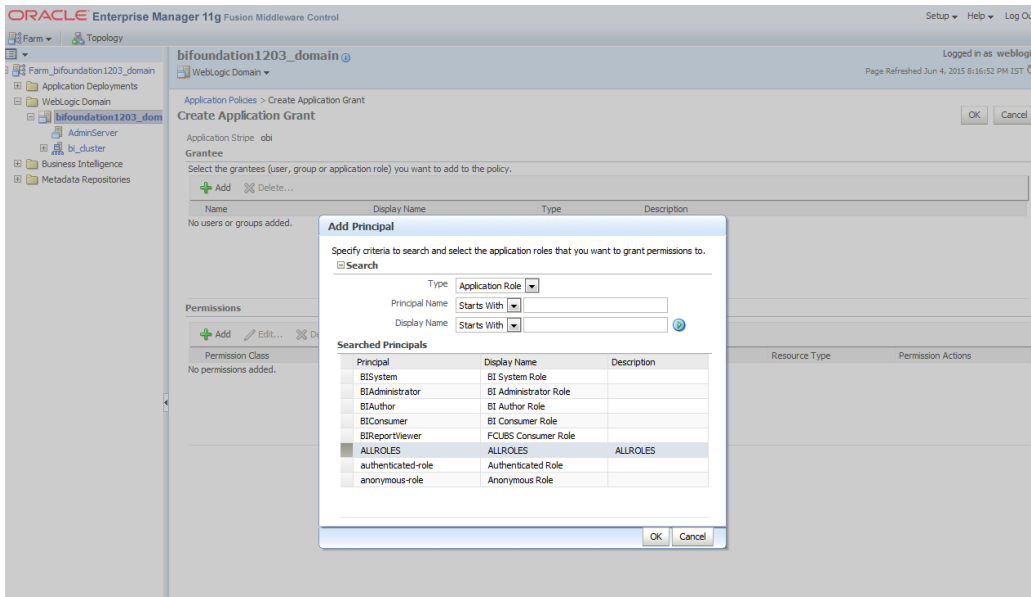 ORACLE Enterprise Manager 11g Fusion Middleware Control
Setup Help Log Ou
Farm Topology
Farm_bifoundation1203_domain
Application Deployments
WebLogic Domain
bifoundation1203_dom
AdminServer
bi_cluster
Business Intelligence
Metadata Repositories
bifoundation1203_domain
Logged in as weblogi
WebLogic Domain
Page Refreshed Jun 4, 2015 8:16:52 PM IST
Application Policies > Create Application Grant
Create Application Grant
OK Cancel
Application Stripe obi
Grantee
Select the grantees (user, group or application role) you want to add to the policy.
Add Delete...
Name Display Name Type Description
No users or groups added.
Permissions
Add Edit... De
Permission Class Resource Type Permission Actions
No permissions added.
Add Principal
Specify criteria to search and select the application roles that you want to grant permissions to.
Search
Type Application Role
Principal Name Starts With
Display Name Starts With
Searched Principals
Principal Display Name Description
BISystem BI System Role
BIAdministrator BI Administrator Role
BIAuthor BI Author Role
BIConsumer BI Consumer Role
BIReportViewer FCUBS Consumer Role
ALLROLES ALLROLES ALLROLES
authenticated-role Authenticated Role
anonymous-role Anonymous Role
OK Cancel